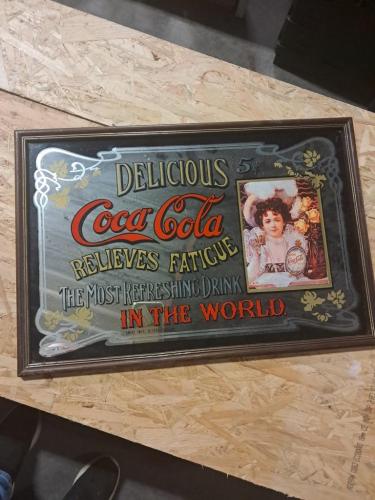 DELICIOUS 5¢
Coca-Cola
RELIEVES FATIGUE
THE MOST REFRESHING DRINK
IN THE WORLD.